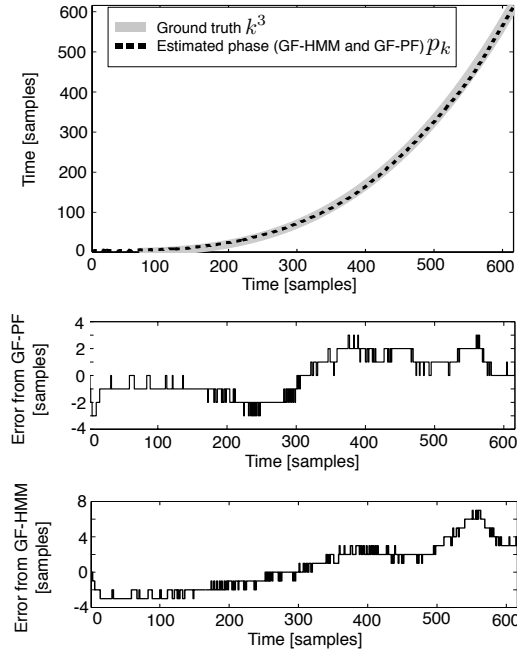 600
500
400
300
200
100
0
Time [samples]
Ground truth k³
Estimated phase (GF-HMM and GF-PF) pₖ
0 100 200 300 400 500 600
Time [samples]
Error from GF-PF
[samples]
4
2
0
-2
-4
0 100 200 300 400 500 600
Time [samples]
Error from GF-HMM
[samples]
8
4
0
-4
0 100 200 300 400 500 600
Time [samples]